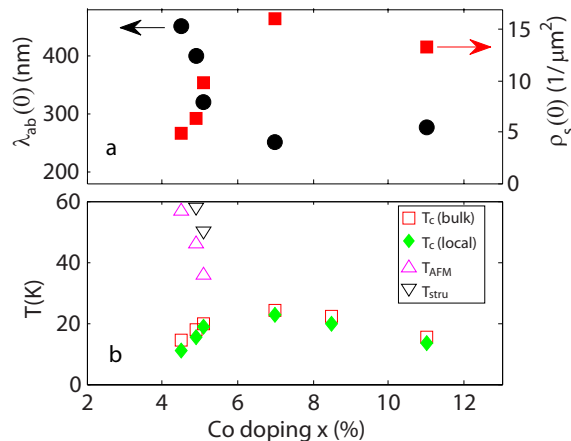 400
300
200
λab(0) (nm)
a
15
10
5
0
ρs(0) (1/μm²)
60
40
20
0
T(K)
b
Tc (bulk)
Tc (local)
TAFM
Tstru
2 4 6 8 10 12
Co doping x (%)